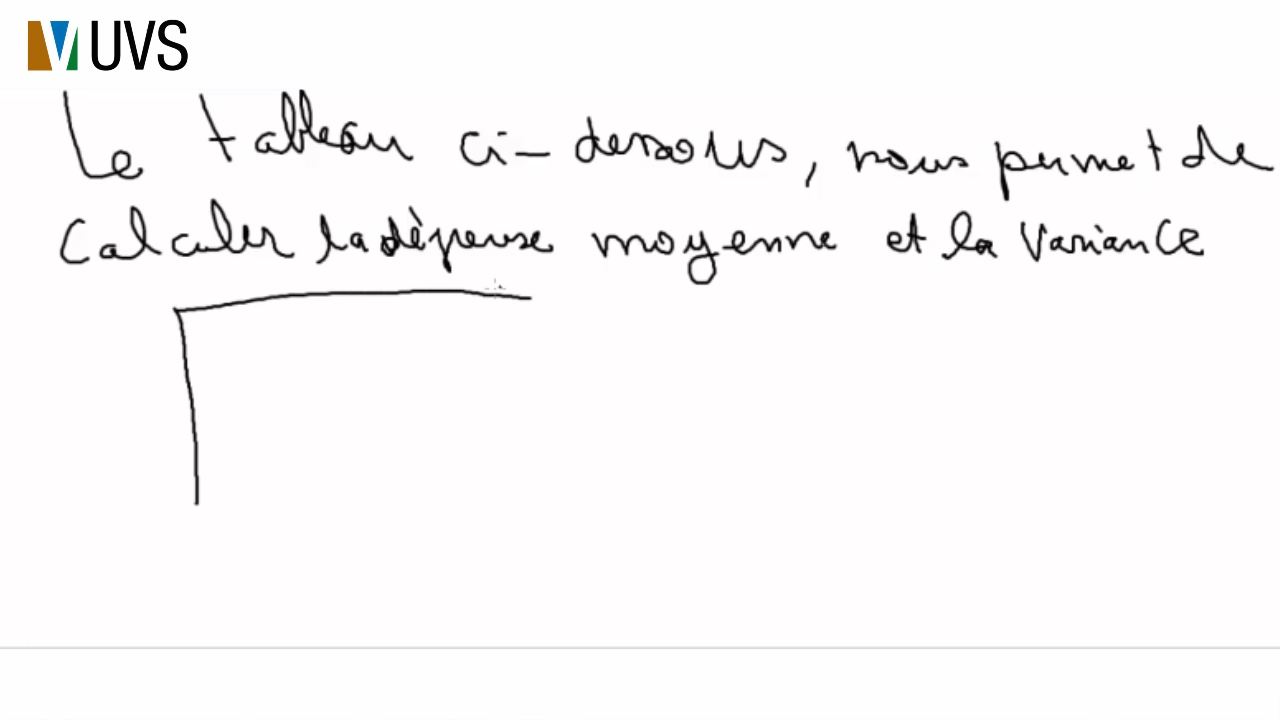 UVS
Le tableau ci-dessous, nous permet de
Calculer la dépense moyenne et la variance